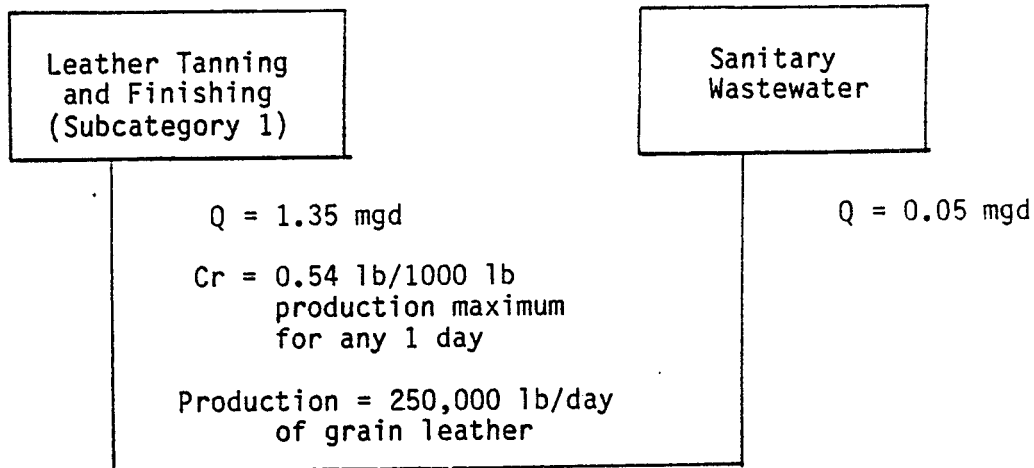 Leather Tanning
and Finishing
(Subcategory 1)
Sanitary
Wastewater
Q = 1.35 mgd
Q = 0.05 mgd
Cr = 0.54 lb/1000 lb
production maximum
for any 1 day
Production = 250,000 lb/day
of grain leather